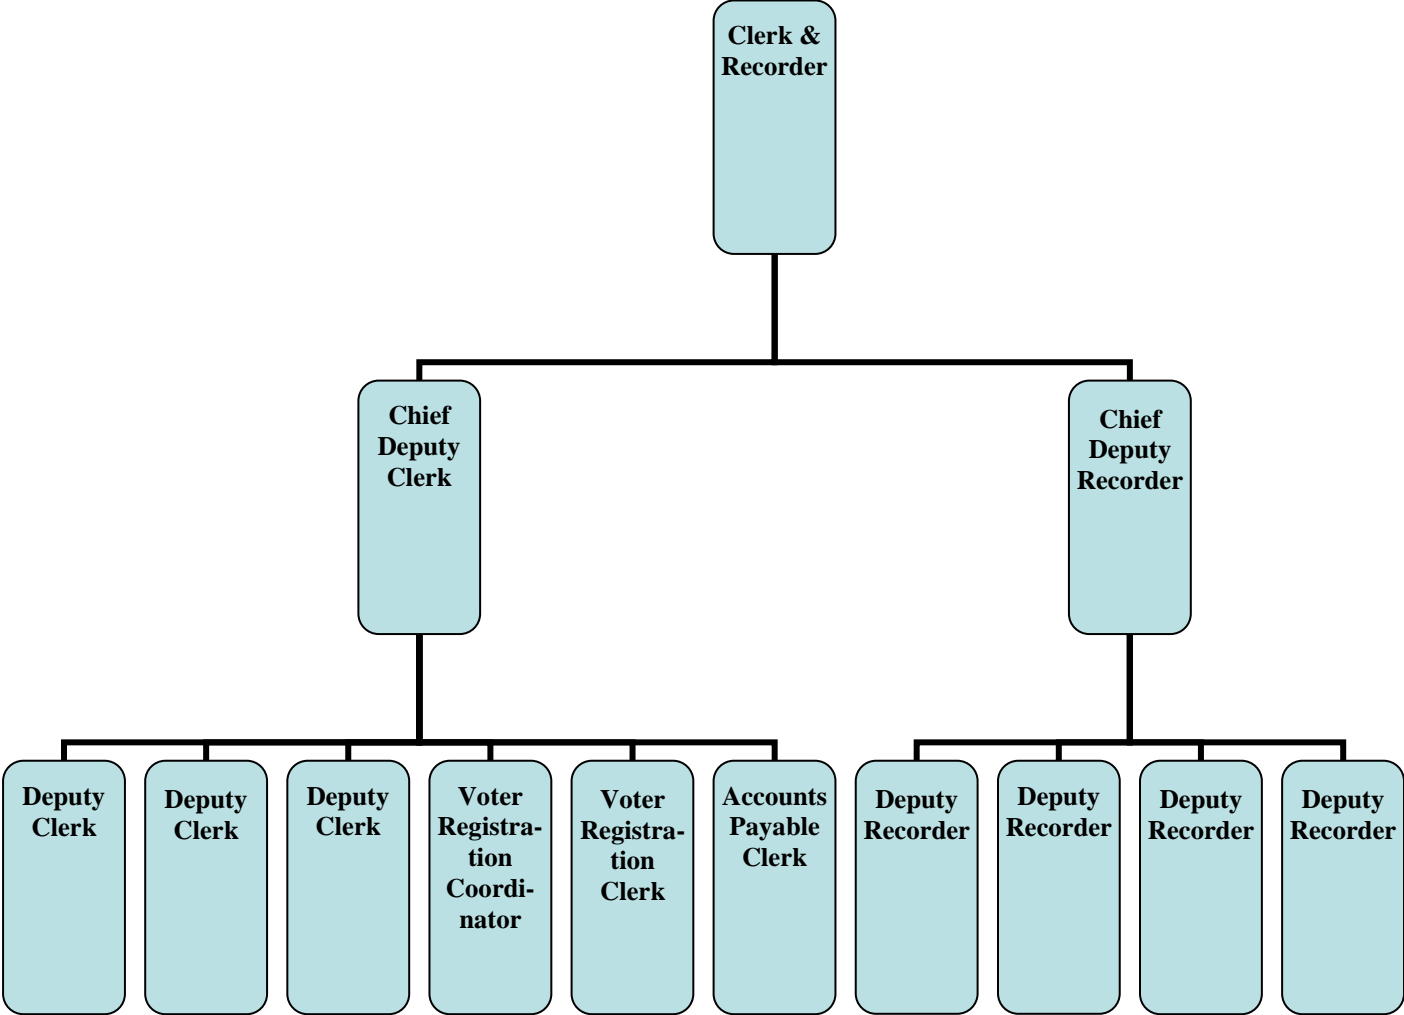 Clerk &
Recorder
Chief
Deputy
Clerk
Chief
Deputy
Recorder
Deputy
Clerk
Deputy
Clerk
Deputy
Clerk
Voter
Registra-
tion
Coordi-
nator
Voter
Registra-
tion
Clerk
Accounts
Payable
Clerk
Deputy
Recorder
Deputy
Recorder
Deputy
Recorder
Deputy
Recorder